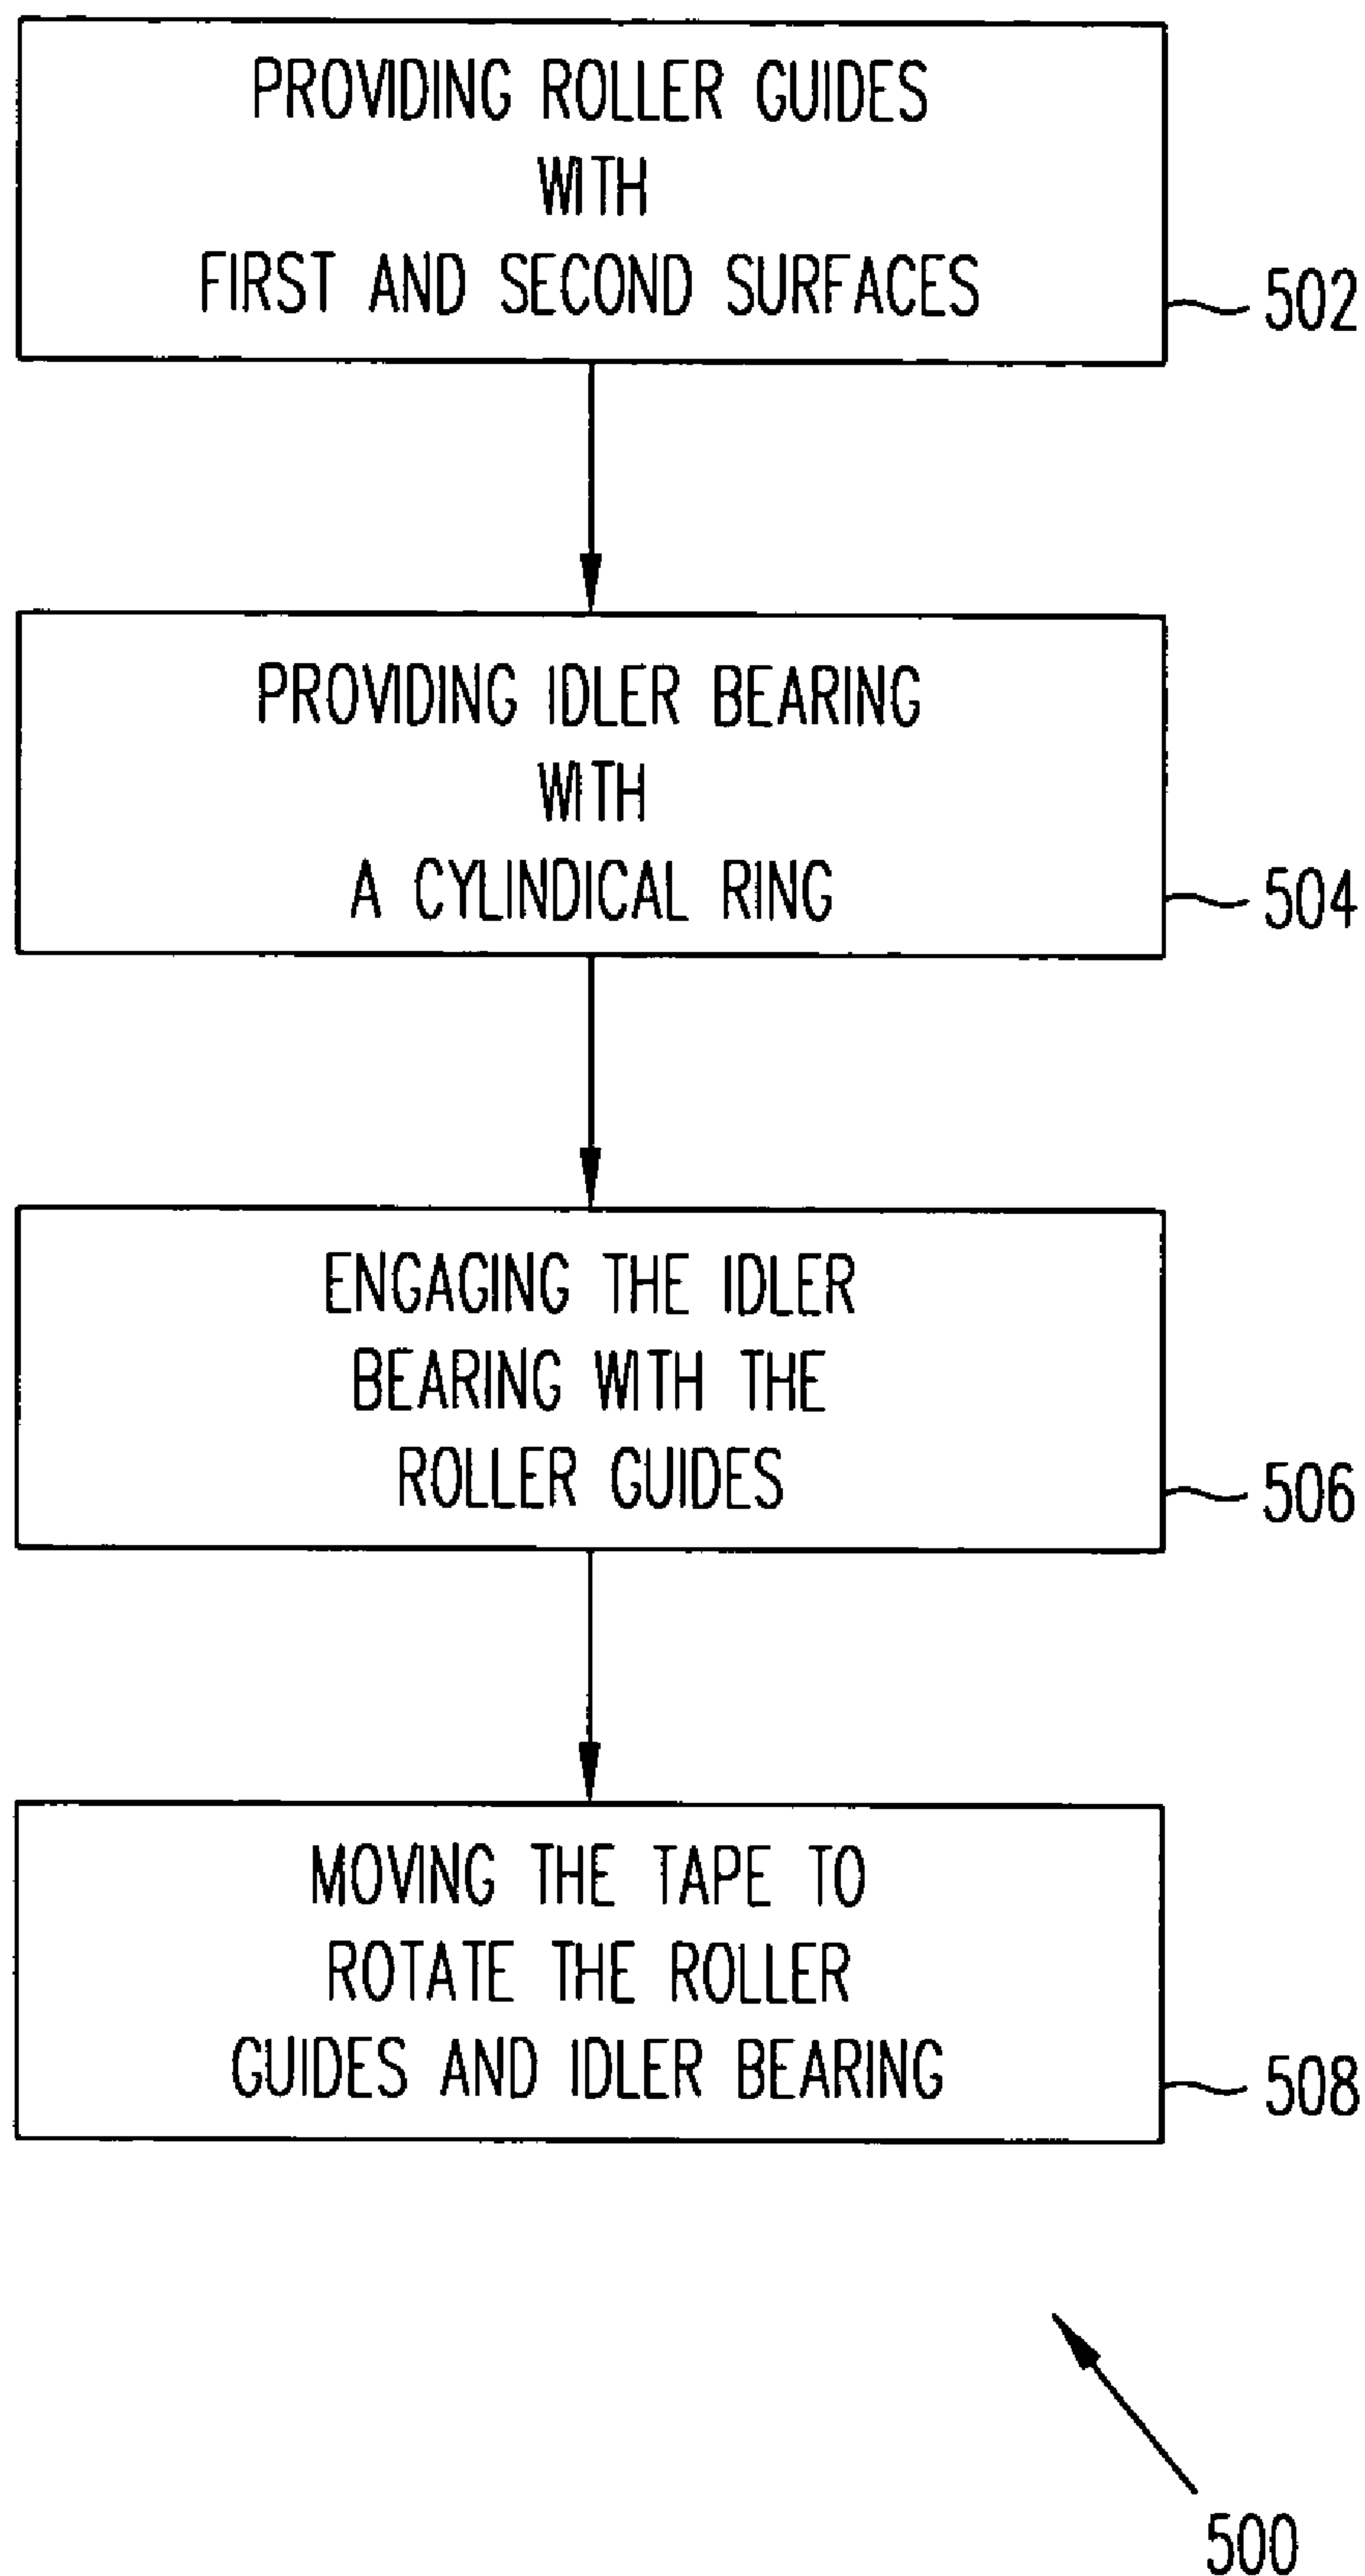 PROVIDING ROLLER GUIDES
WITH
FIRST AND SECOND SURFACES
502
PROVIDING IDLER BEARING
WITH
A CYLINDICAL RING
504
ENGAGING THE IDLER
BEARING WITH THE
ROLLER GUIDES
506
MOVING THE TAPE TO
ROTATE THE ROLLER
GUIDES AND IDLER BEARING
508
500